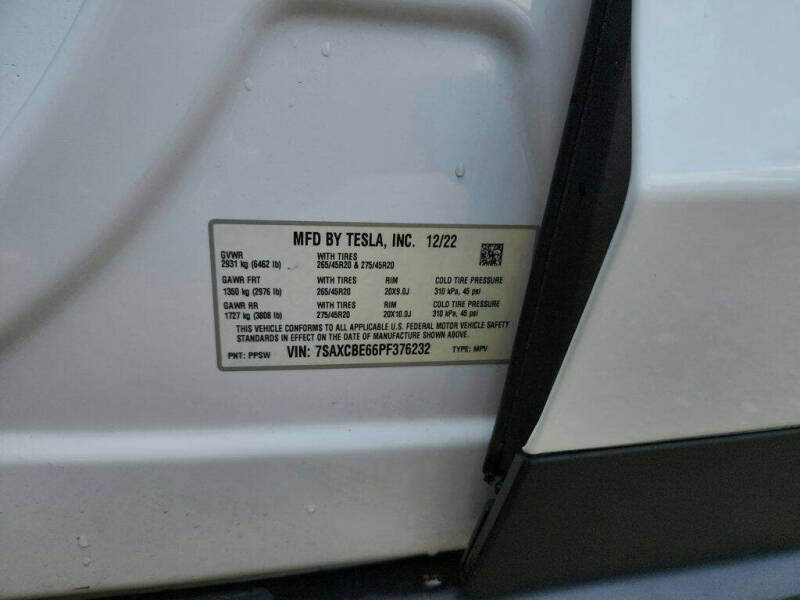 MFD BY TESLA, INC. 12/22
GVWR WITH TIRES
2931 kg (6462 lb) 265/45R20 & 275/45R20
GAWR FRT WITH TIRES RIM COLD TIRE PRESSURE
1350 kg (2976 lb) 265/45R20 20X9.0J 310 kPa, 45 psi
GAWR RR WITH TIRES RIM COLD TIRE PRESSURE
1727 kg (3808 lb) 275/45R20 20X10.0J 310 kPa, 45 psi
THIS VEHICLE CONFORMS TO ALL APPLICABLE U.S. FEDERAL MOTOR VEHICLE SAFETY
STANDARDS IN EFFECT ON THE DATE OF MANUFACTURE SHOWN ABOVE.
PNT: PPSW VIN: 7SAXCBE66PF376232 TYPE: MPV